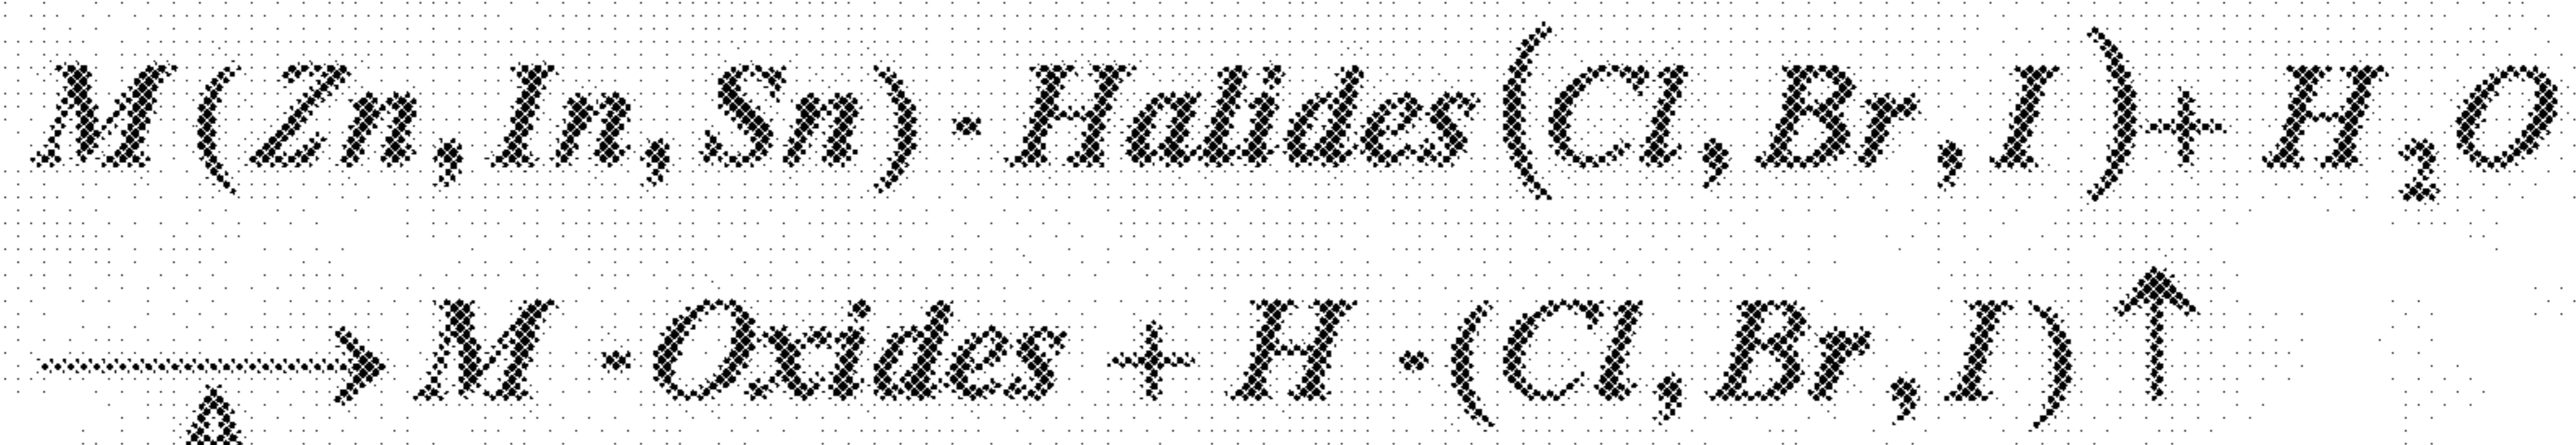 M(Zn,In,Sn)·Halides(Cl,Br,I)+ H₂O
⟶ M·Oxides + H·(Cl,Br,I)↑
Δ